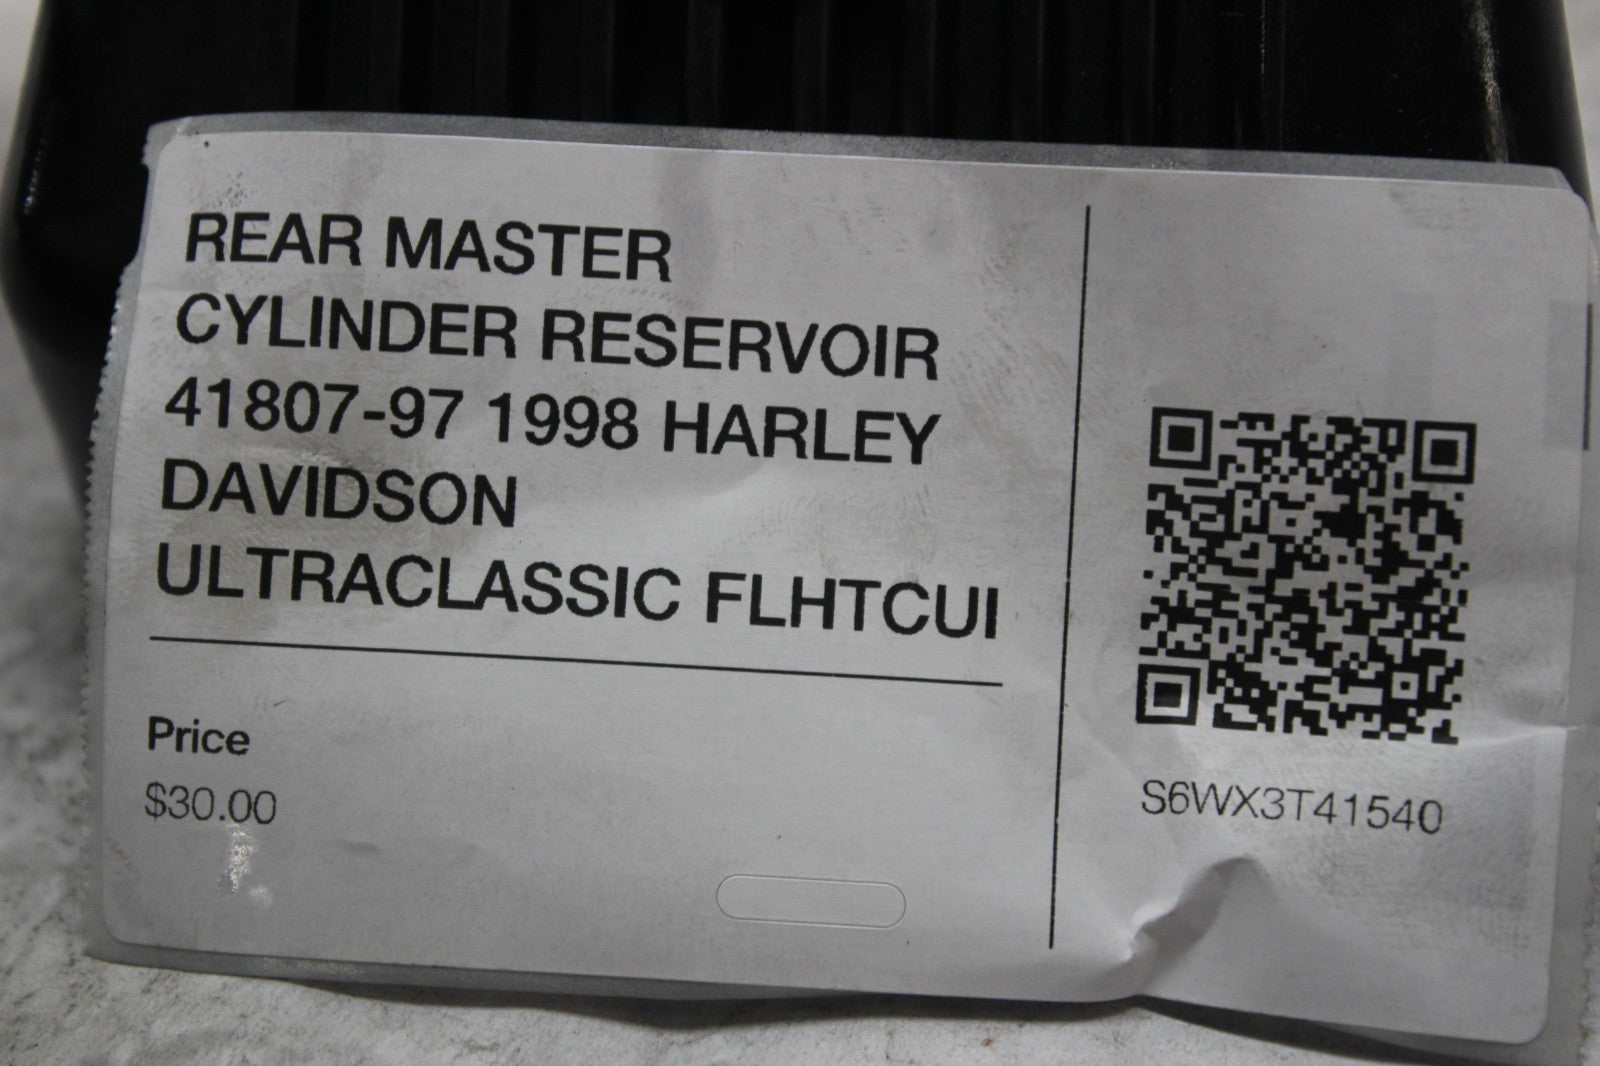 REAR MASTER
CYLINDER RESERVOIR
41807-97 1998 HARLEY
DAVIDSON
ULTRACLASSIC FLHTCUI
Price
$30.00
S6WX3T41540